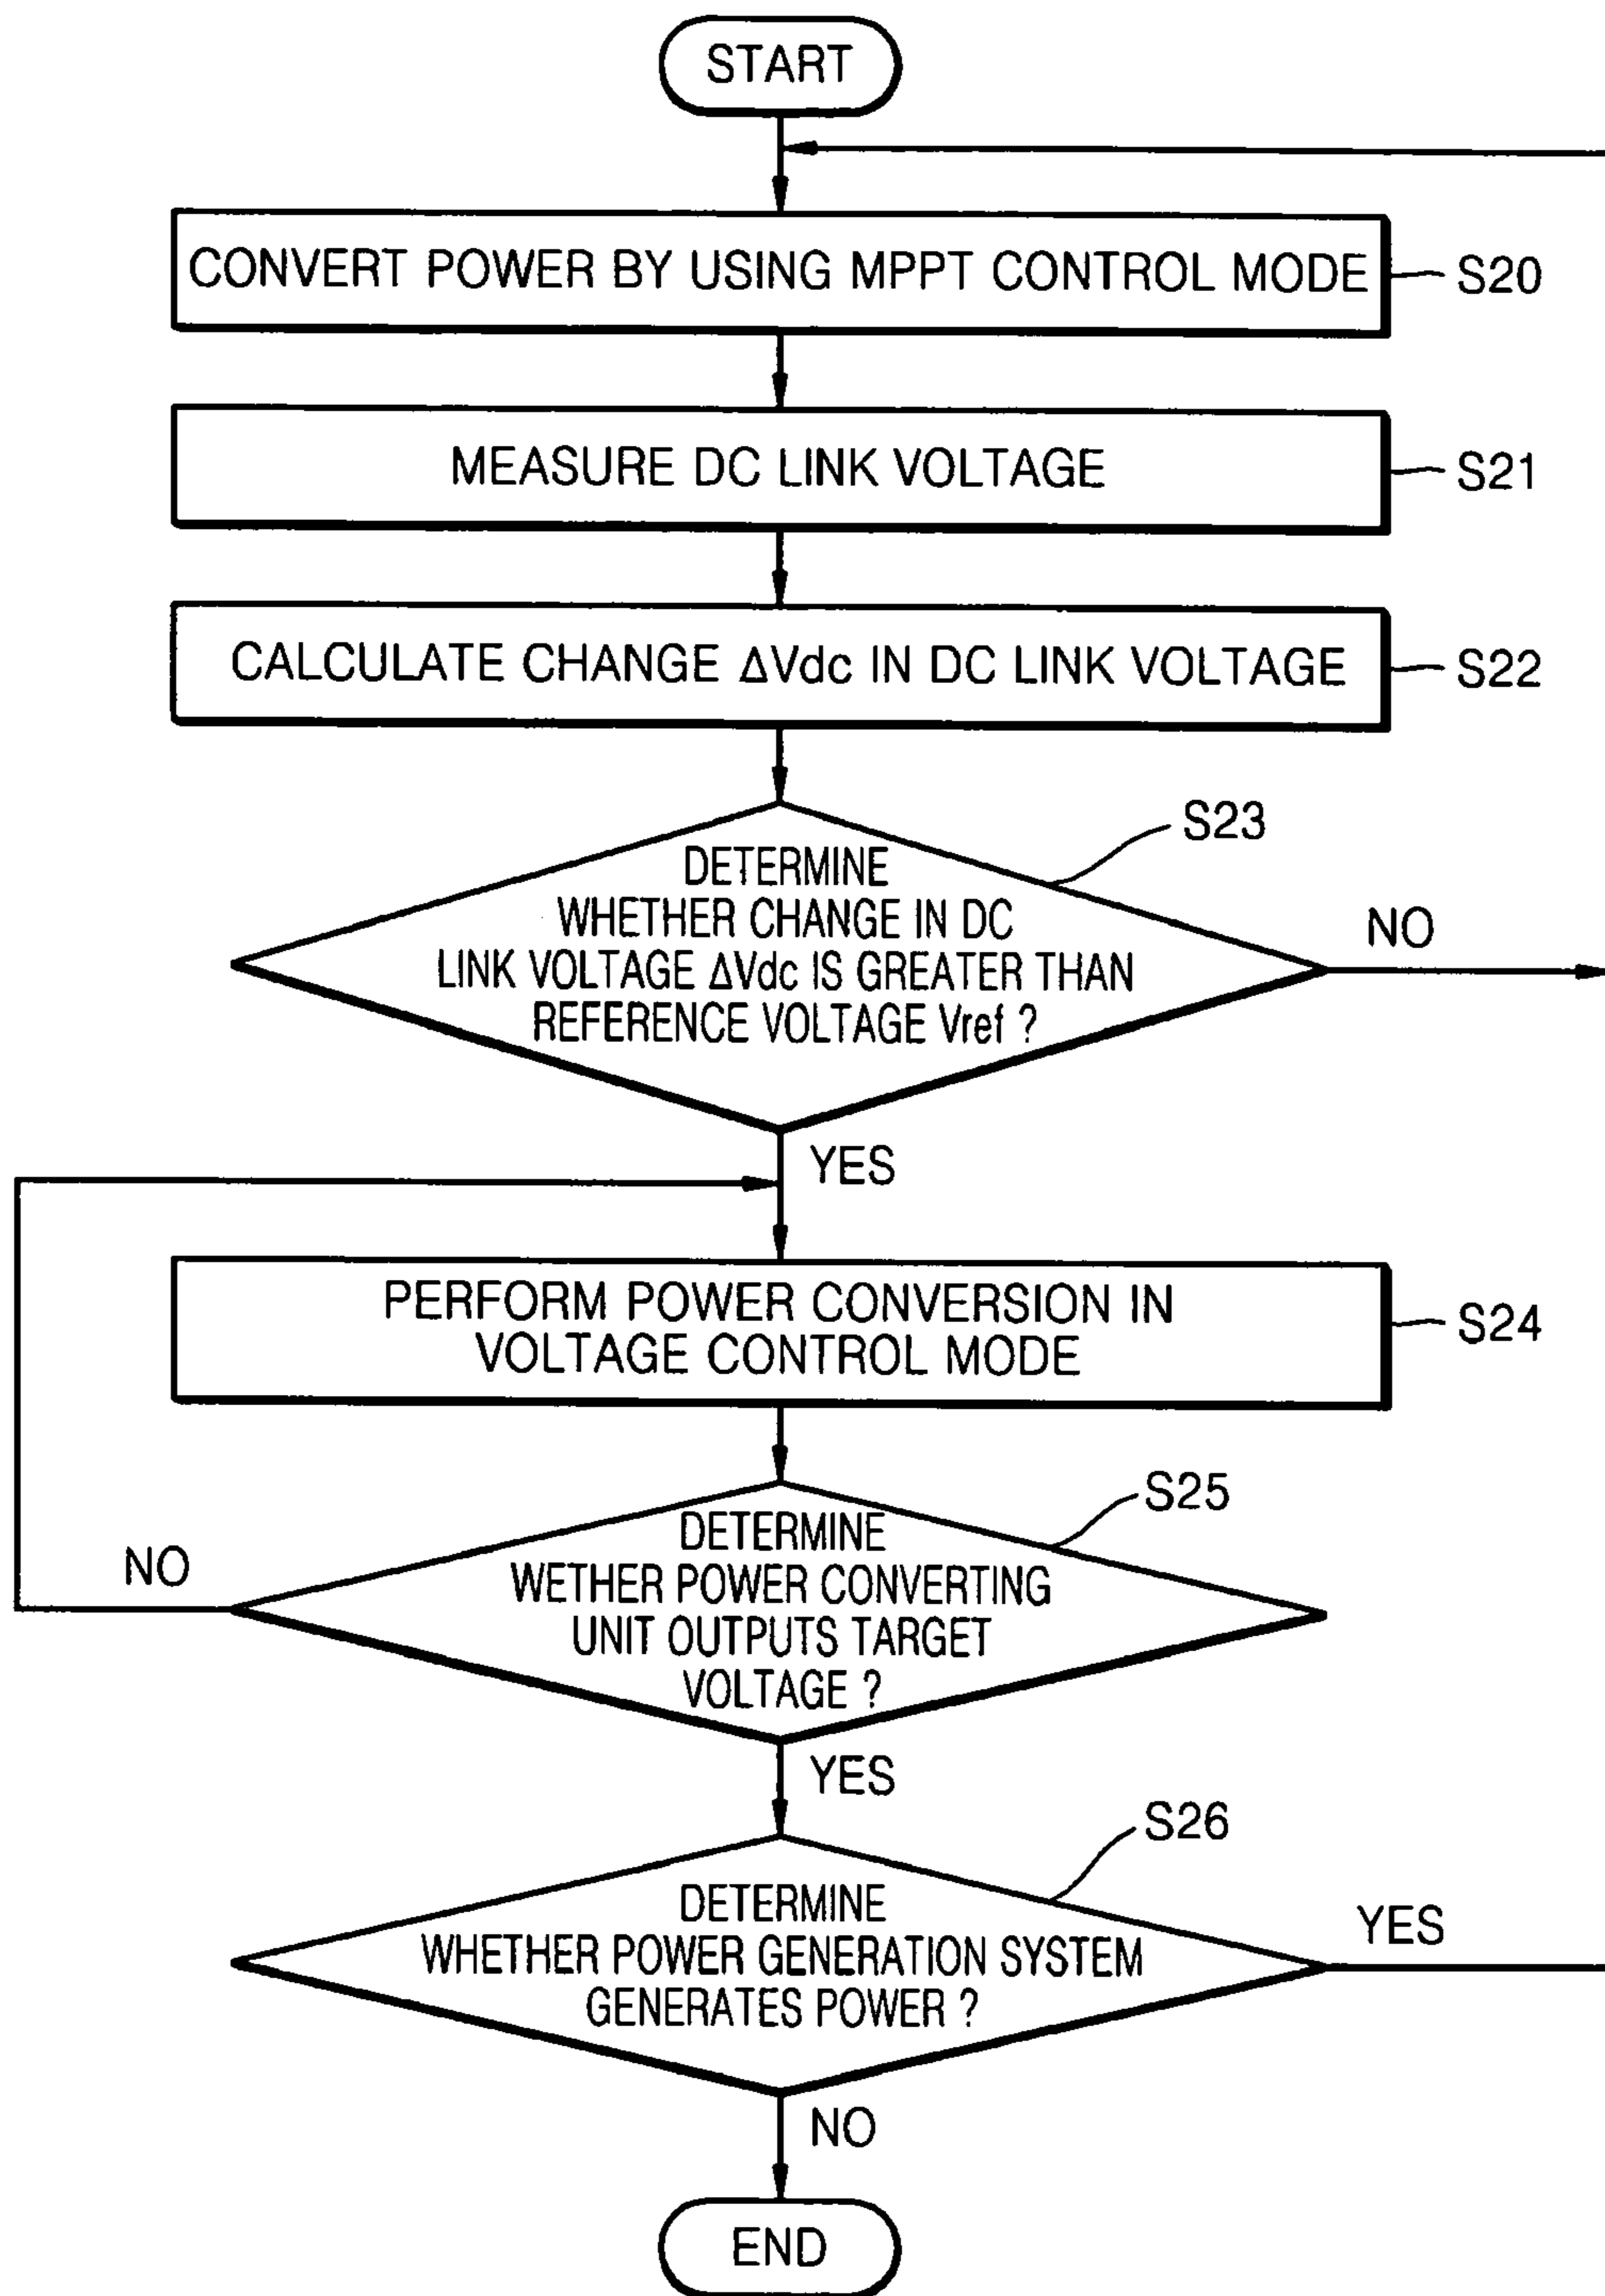 START
CONVERT POWER BY USING MPPT CONTROL MODE
S20
MEASURE DC LINK VOLTAGE
S21
CALCULATE CHANGE ΔVdc IN DC LINK VOLTAGE
S22
S23
DETERMINE
WHETHER CHANGE IN DC
LINK VOLTAGE ΔVdc IS GREATER THAN
REFERENCE VOLTAGE Vref ?
NO
YES
PERFORM POWER CONVERSION IN
VOLTAGE CONTROL MODE
S24
S25
DETERMINE
WETHER POWER CONVERTING
UNIT OUTPUTS TARGET
VOLTAGE ?
NO
YES
S26
DETERMINE
WHETHER POWER GENERATION SYSTEM
GENERATES POWER ?
YES
NO
END